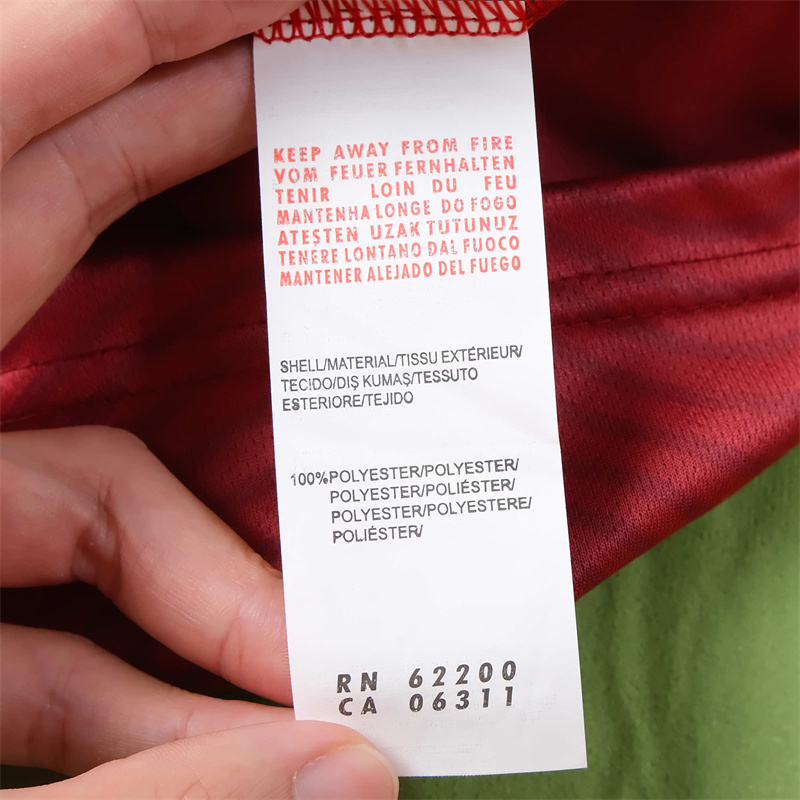 KEEP AWAY FROM FIRE
VOM FEUER FERNHALTEN
TENIR LOIN DU FEU
MANTENHA LONGE DO FOGO
ATEŞTEN UZAK TUTUNUZ
TENERE LONTANO DAL FUOCO
MANTENER ALEJADO DEL FUEGO
SHELL/MATERIAL/TISSU EXTÉRIEUR/
TECIDO/DIŞ KUMAŞ/TESSUTO
ESTERIORE/TEJIDO
100%POLYESTER/POLYESTER/
POLYESTER/POLIÉSTER/
POLYESTER/POLYESTERE/
POLIÉSTER/
RN 62200
CA 06311